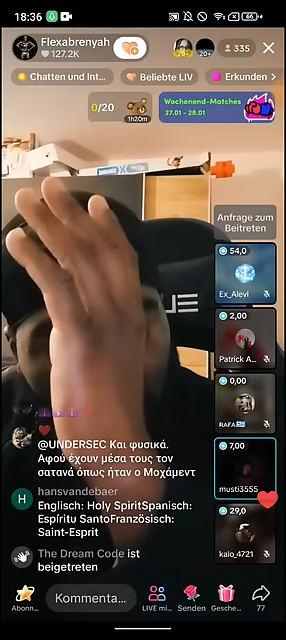 18:36
66
Flexabrenyah
127.2K
20+
20+
335
Chatten und Int...
Beliebte LIV
Erkunden
0/20
1h20m
Wochenend-Matches
27.01 - 28.01
Anfrage zum
Beitreten
54,0
Ex_Alevi
2,00
Patrick A...
0,00
RAFA
7,00
musti3555
29,0
kalo_4721
@UNDERSEC Και φυσικά.
Αφού έχουν μέσα τους τον
σατανά όπως ήταν ο Μοχάμεντ
H
hansvandebaer
Englisch: Holy SpiritSpanisch:
Espíritu SantoFranzösisch:
Saint-Esprit
The Dream Code ist
beigetreten
Abonn...
Kommenta...
LIVE mi...
Senden
Gesche...
77